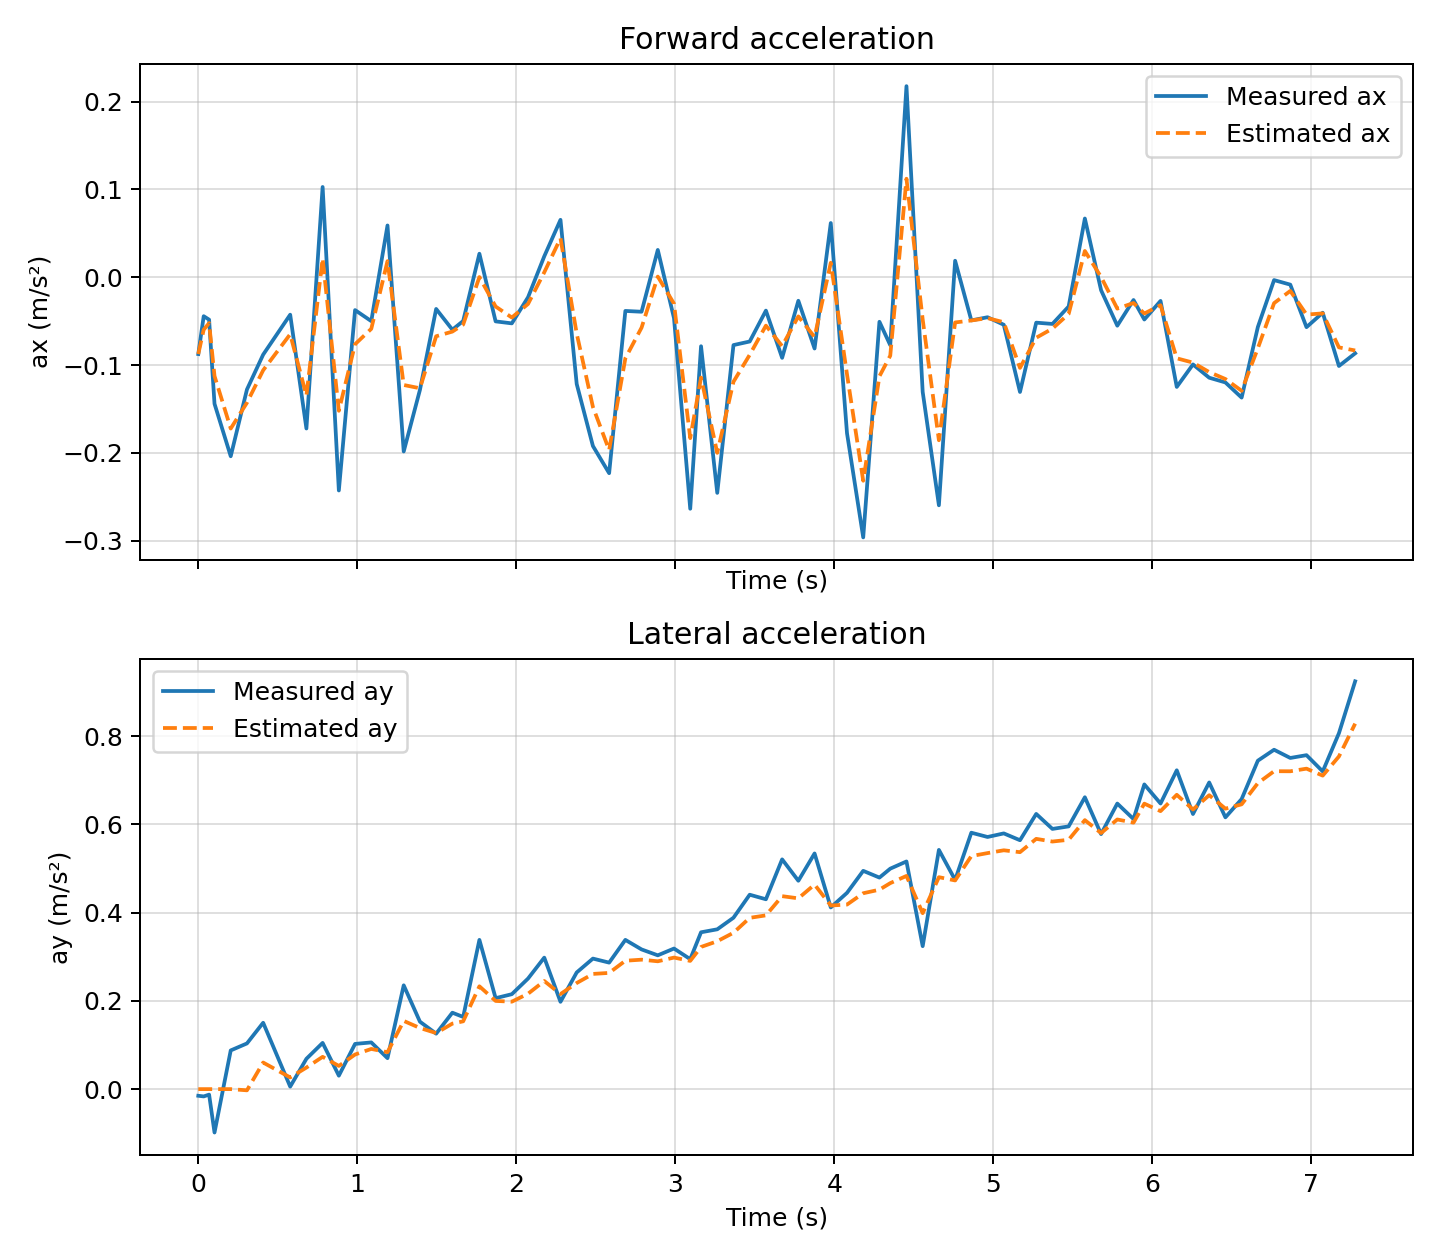 Forward acceleration
Measured ax
Estimated ax
ax (m/s²)
0.2
0.1
0.0
−0.1
−0.2
−0.3
Time (s)
Lateral acceleration
Measured ay
Estimated ay
ay (m/s²)
0.8
0.6
0.4
0.2
0.0
0 1 2 3 4 5 6 7
Time (s)